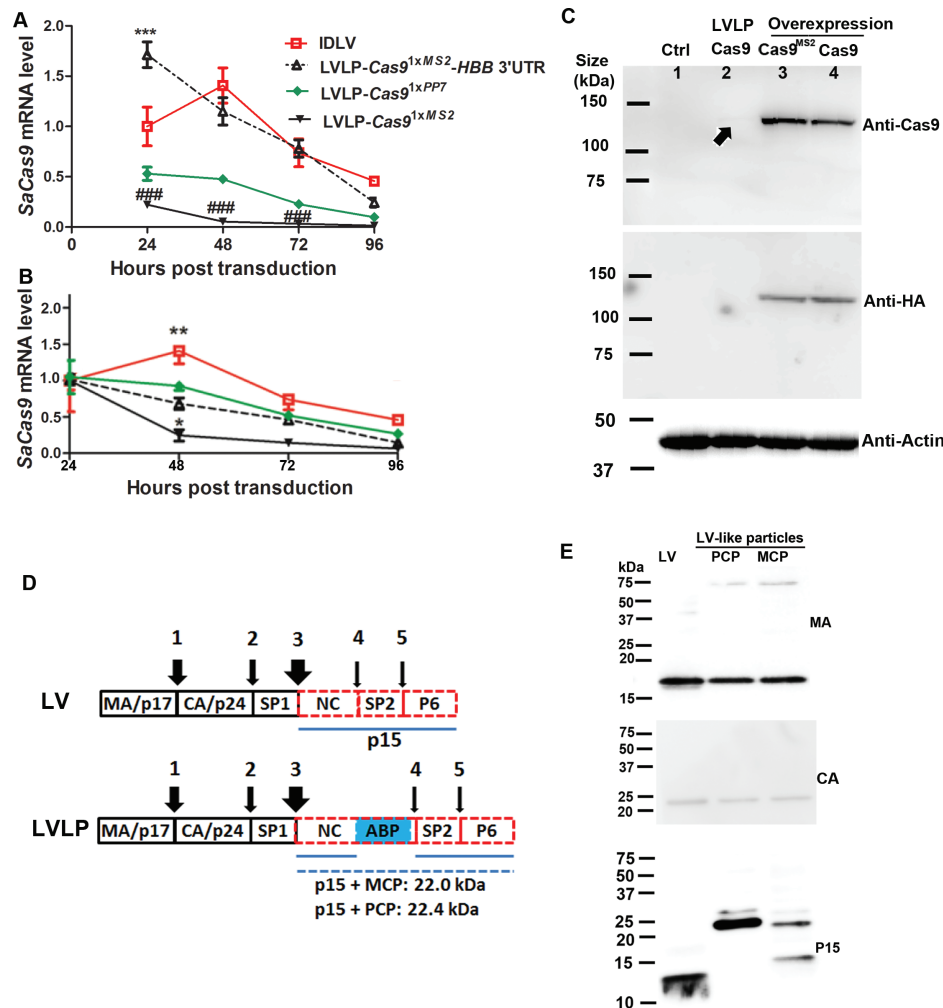 A
SaCas9 mRNA level
2.0
1.5
1.0
0.5
0.0
***
###
###
###
IDLV
LVLP-Cas9^1xMS2-HBB 3'UTR
LVLP-Cas9^1xPP7
LVLP-Cas9^1xMS2
0 24 48 72 96
Hours post transduction
B
SaCas9 mRNA level
2.0
1.5
1.0
0.5
0.0
**
*
24 48 72 96
Hours post transduction
C
LVLP Overexpression
Ctrl Cas9 Cas9^MS2 Cas9
Size
(kDa)
1 2 3 4
150
100
75
Anti-Cas9
150
100
75
Anti-HA
50
37
Anti-Actin
D
1 2 3 4 5
LV
MA/p17 CA/p24 SP1 NC SP2 P6
p15
1 2 3 4 5
LVLP
MA/p17 CA/p24 SP1 NC ABP SP2 P6
p15 + MCP: 22.0 kDa
p15 + PCP: 22.4 kDa
E
LV-like particles
LV PCP MCP
kDa
75
50
37
25
20
15
MA
75
50
37
25
20
CA
75
50
37
25
20
15
10
P15